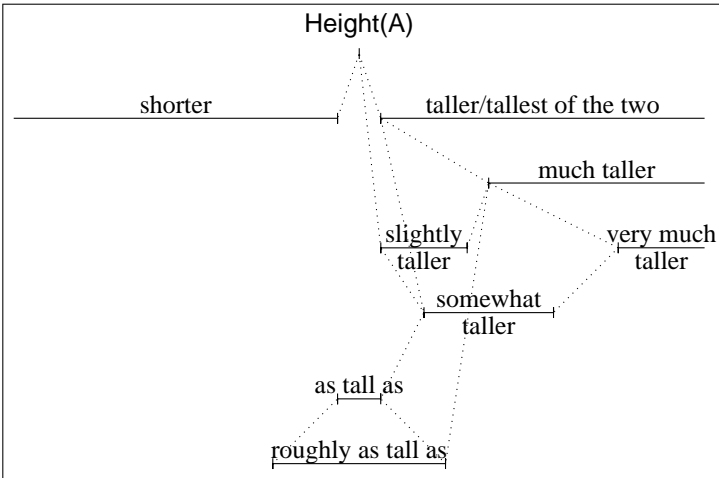 Height(A)
shorter
taller/tallest of the two
much taller
slightly
taller
very much
taller
somewhat
taller
as tall as
roughly as tall as